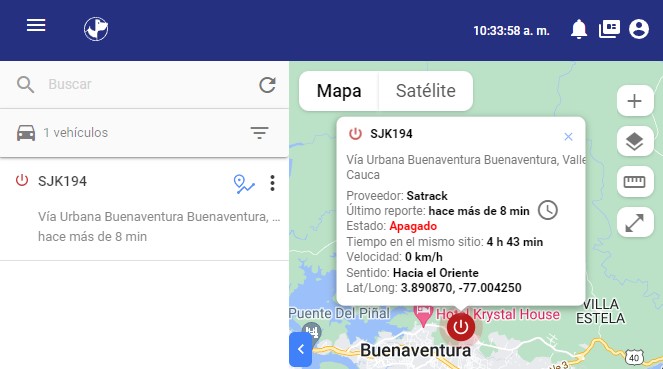 10:33:58 a. m.
Buscar
1 vehículos
SJK194
Vía Urbana Buenaventura Buenaventura, ...
hace más de 8 min
Mapa
Satélite
SJK194
Vía Urbana Buenaventura Buenaventura, Valle
Cauca
Proveedor: Satrack
Último reporte: hace más de 8 min
Estado: Apagado
Tiempo en el mismo sitio: 4 h 43 min
Velocidad: 0 km/h
Sentido: Hacia el Oriente
Lat/Long: 3.890870, -77.004250
VILLA
ESTELA
Puente Del Piñal
Hotel Krystal House
Buenaventura
40